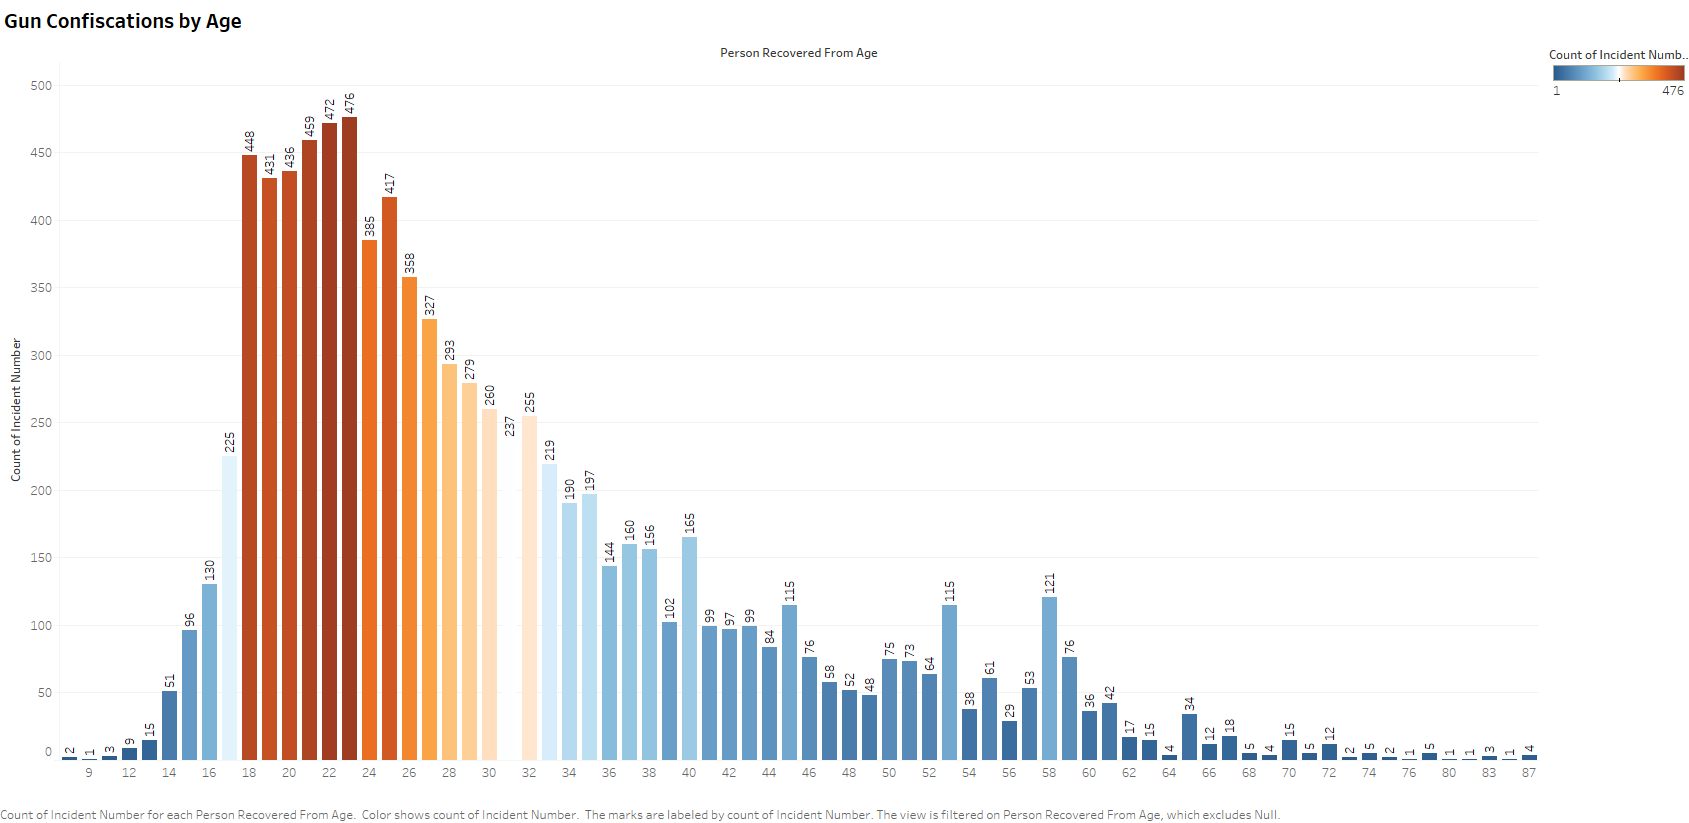 Gun Confiscations by Age
Person Recovered From Age
Count of Incident Numb..
1 476
Count of Incident Number
500
450
400
350
300
250
200
150
100
50
0
2 1 3 9 15 51 96 130 225 448 431 436 459 472 476 385 417 358 327 293 279 260 237 255 219 190 197 144 160 156 102 165 99 97 99 84 115 76 58 52 48 75 73 64 115 38 61 29 53 121 76 36 42 17 15 4 34 12 18 5 4 15 5 12 2 5 2 1 5 1 1 3 1 4
9 12 14 16 18 20 22 24 26 28 30 32 34 36 38 40 42 44 46 48 50 52 54 56 58 60 62 64 66 68 70 72 74 76 80 83 87
Count of Incident Number for each Person Recovered From Age.  Color shows count of Incident Number.  The marks are labeled by count of Incident Number. The view is filtered on Person Recovered From Age, which excludes Null.